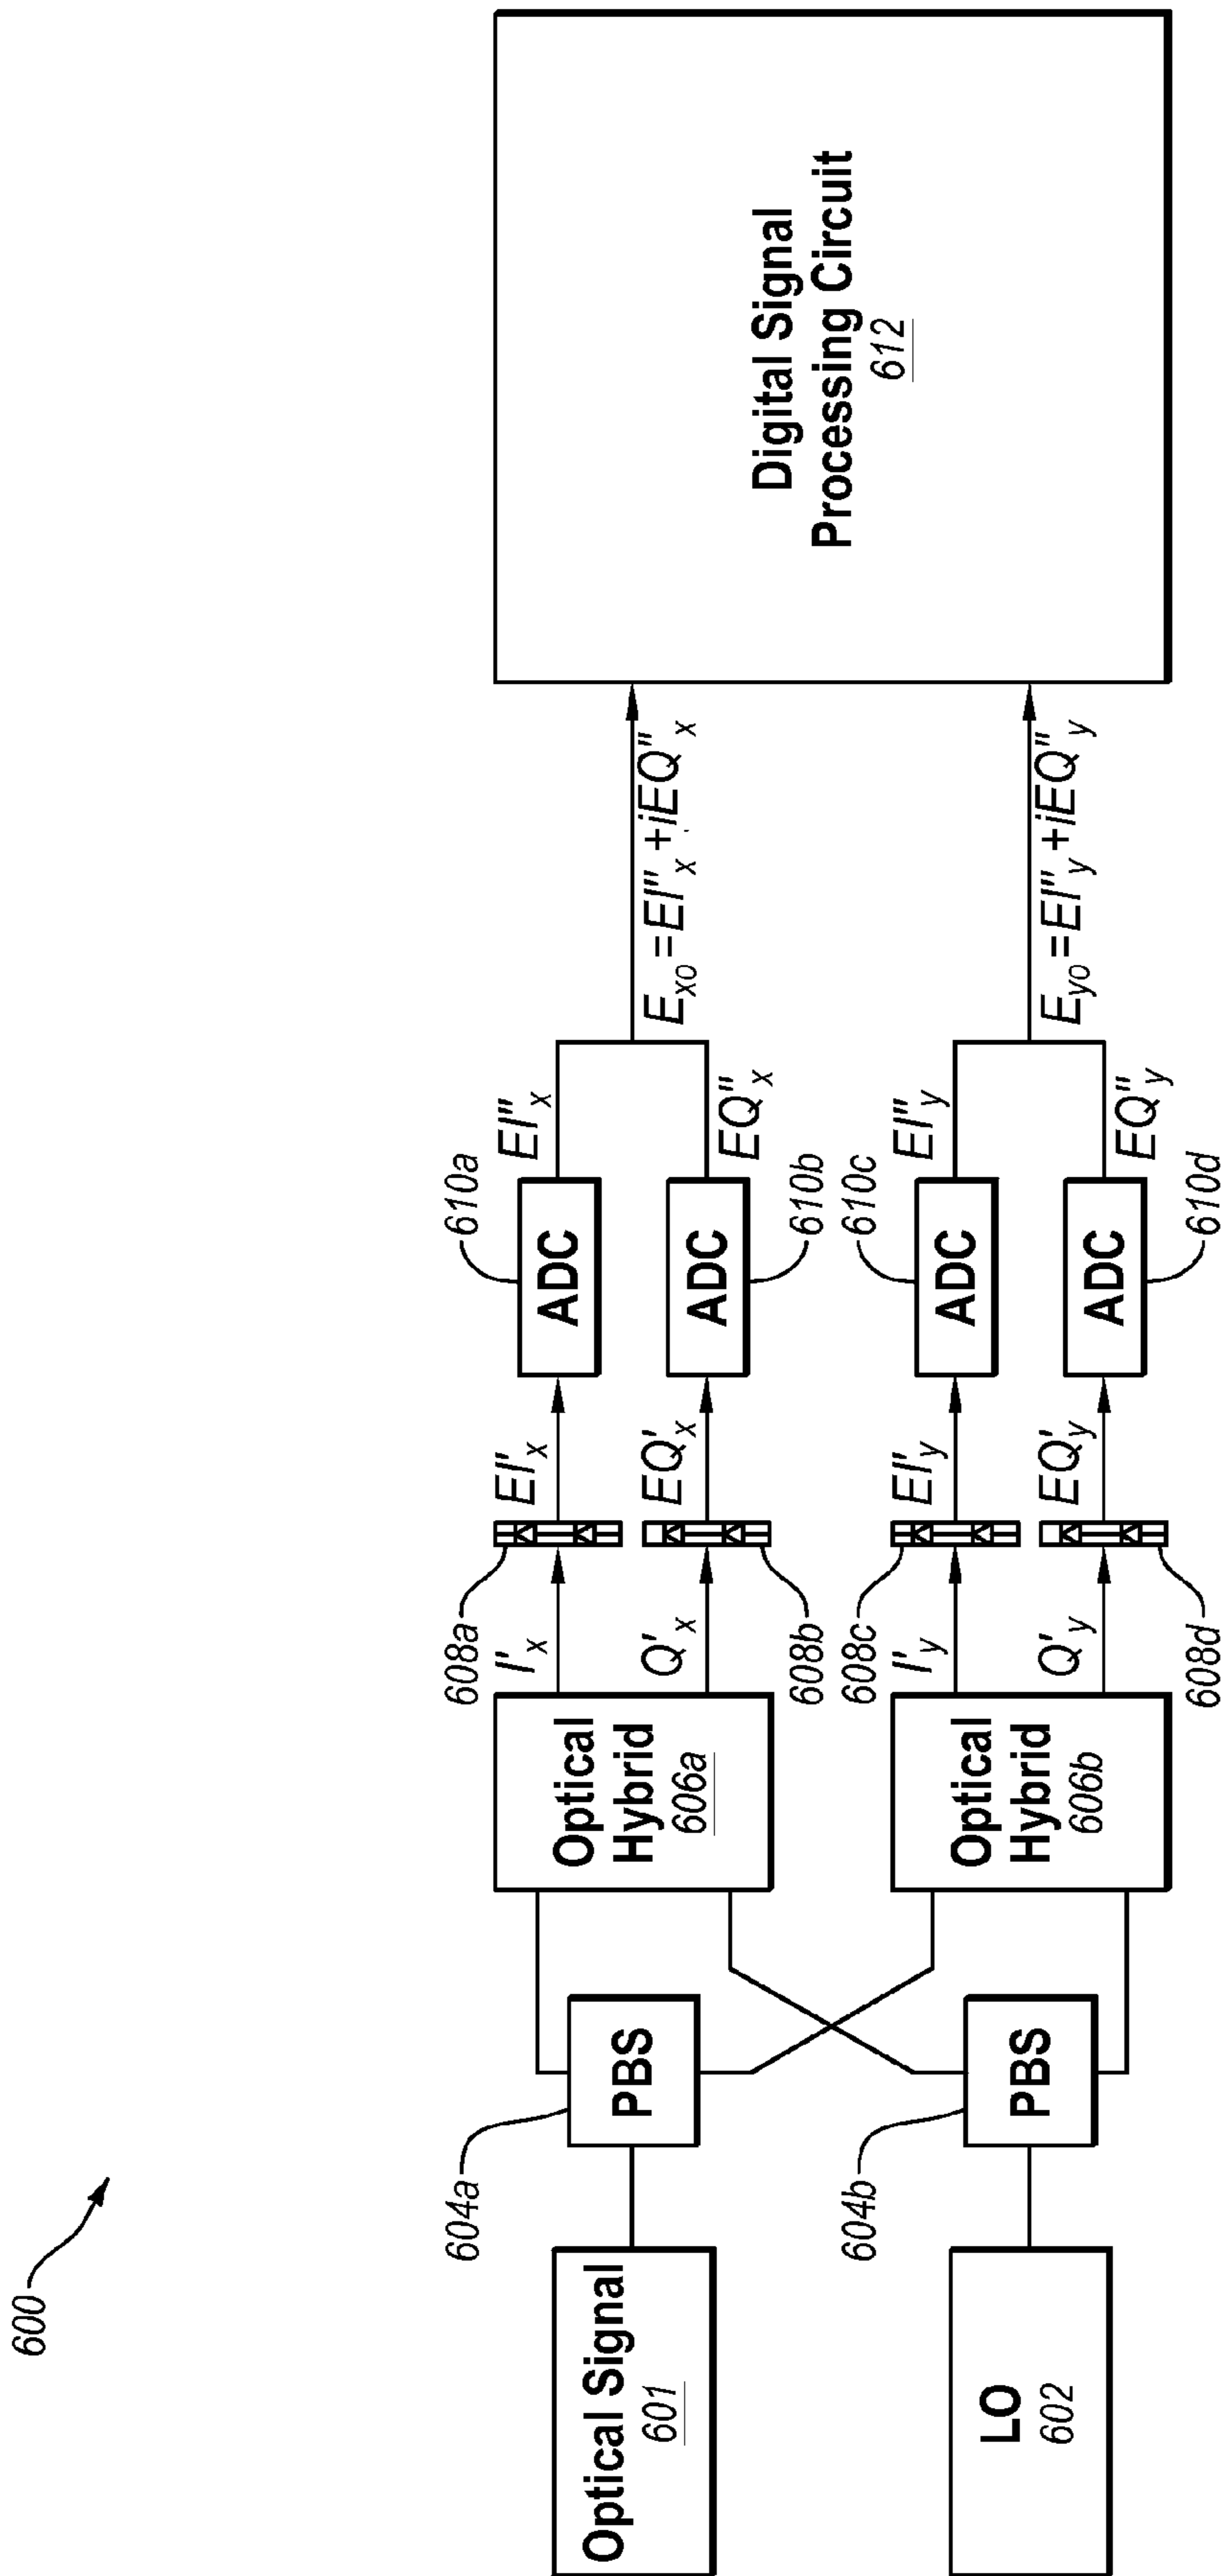 600
Optical Signal
601
LO
602
604a
PBS
604b
PBS
Optical
Hybrid
606a
Optical
Hybrid
606b
I'x
Q'x
I'y
Q'y
608a
608b
608c
608d
EI'x
EQ'x
EI'y
EQ'y
610a
ADC
ADC
610b
610c
ADC
ADC
610d
EI''x
EQ''x
EI''y
EQ''y
Exo=EI''x+iEQ''x
Eyo=EI''y+iEQ''y
Digital Signal
Processing Circuit
612